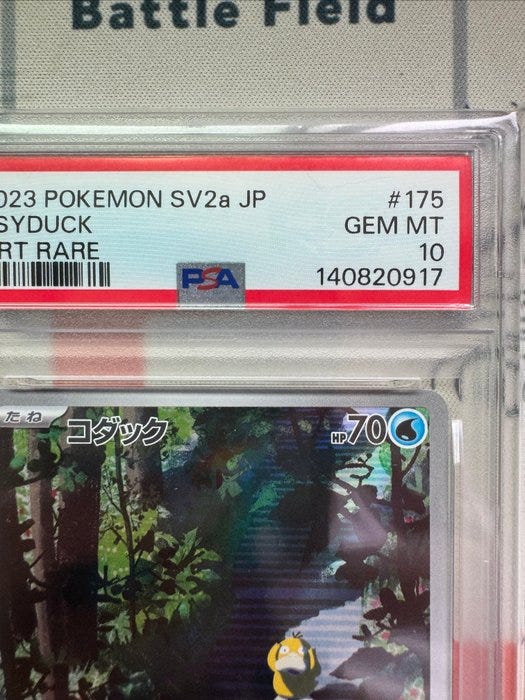 Battle Field
023 POKEMON SV2a JP #175
SYDUCK GEM MT
RT RARE 10
PSA 140820917
たね コダック HP70